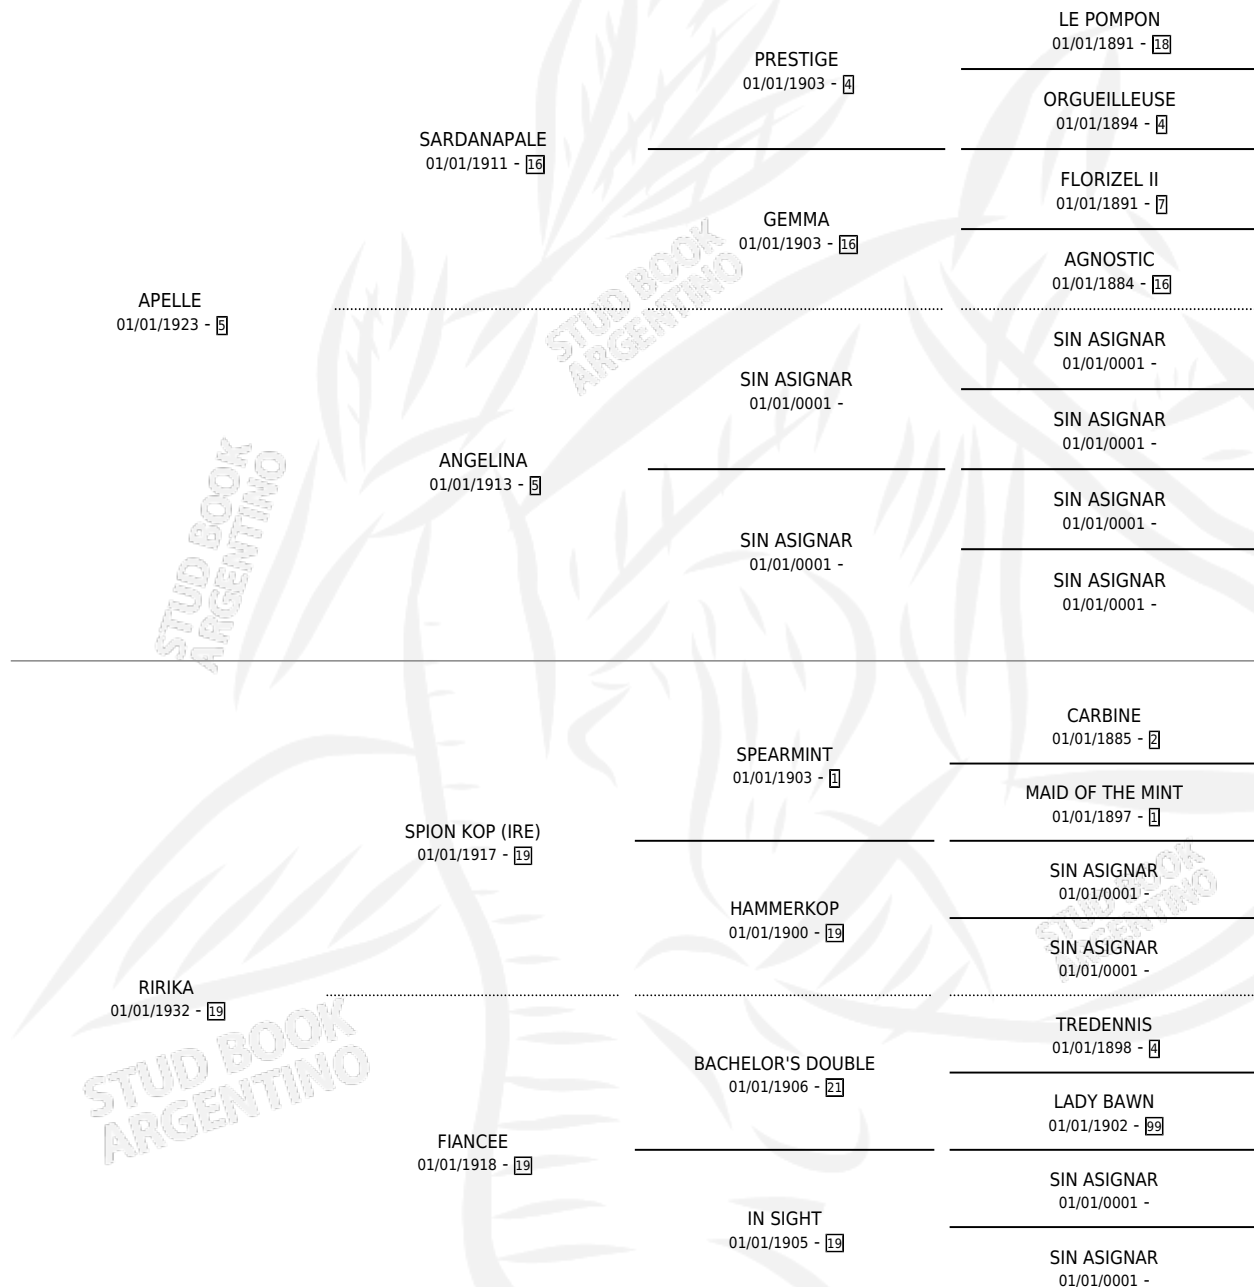 LE POMPON
01/01/1891 - 18
PRESTIGE
01/01/1903 - 4
ORGUEILLEUSE
01/01/1894 - 4
SARDANAPALE
01/01/1911 - 16
FLORIZEL II
01/01/1891 - 7
GEMMA
01/01/1903 - 16
AGNOSTIC
01/01/1884 - 16
APELLE
01/01/1923 - 5
SIN ASIGNAR
01/01/0001 -
SIN ASIGNAR
01/01/0001 -
SIN ASIGNAR
01/01/0001 -
ANGELINA
01/01/1913 - 5
SIN ASIGNAR
01/01/0001 -
SIN ASIGNAR
01/01/0001 -
SIN ASIGNAR
01/01/0001 -
STUD BOOK
ARGENTINO
STUD BOOK
ARGENTINO
CARBINE
01/01/1885 - 2
SPEARMINT
01/01/1903 - 1
MAID OF THE MINT
01/01/1897 - 1
SPION KOP (IRE)
01/01/1917 - 19
SIN ASIGNAR
01/01/0001 -
HAMMERKOP
01/01/1900 - 19
SIN ASIGNAR
01/01/0001 -
STUD BOOK
ARGENTINO
RIRIKA
01/01/1932 - 19
TREDENNIS
01/01/1898 - 4
BACHELOR'S DOUBLE
01/01/1906 - 21
LADY BAWN
01/01/1902 - 99
FIANCEE
01/01/1918 - 19
SIN ASIGNAR
01/01/0001 -
IN SIGHT
01/01/1905 - 19
SIN ASIGNAR
01/01/0001 -
STUD BOOK
ARGENTINO